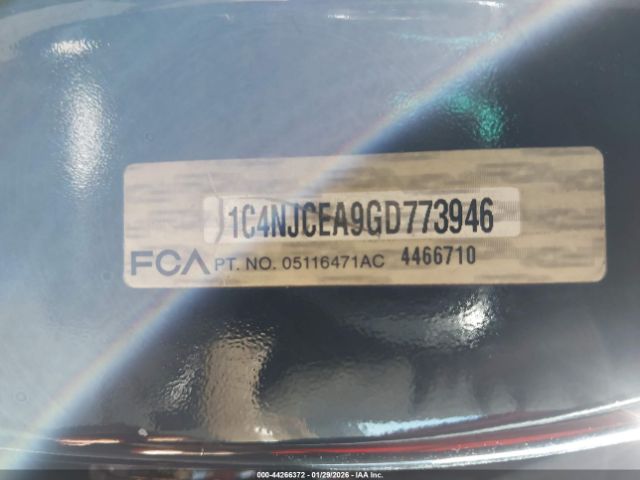 1C4NJCEA9GD773946
FCA PT. NO. 05116471AC 4466710
000-44266372 01/29/2026 IAA Inc.